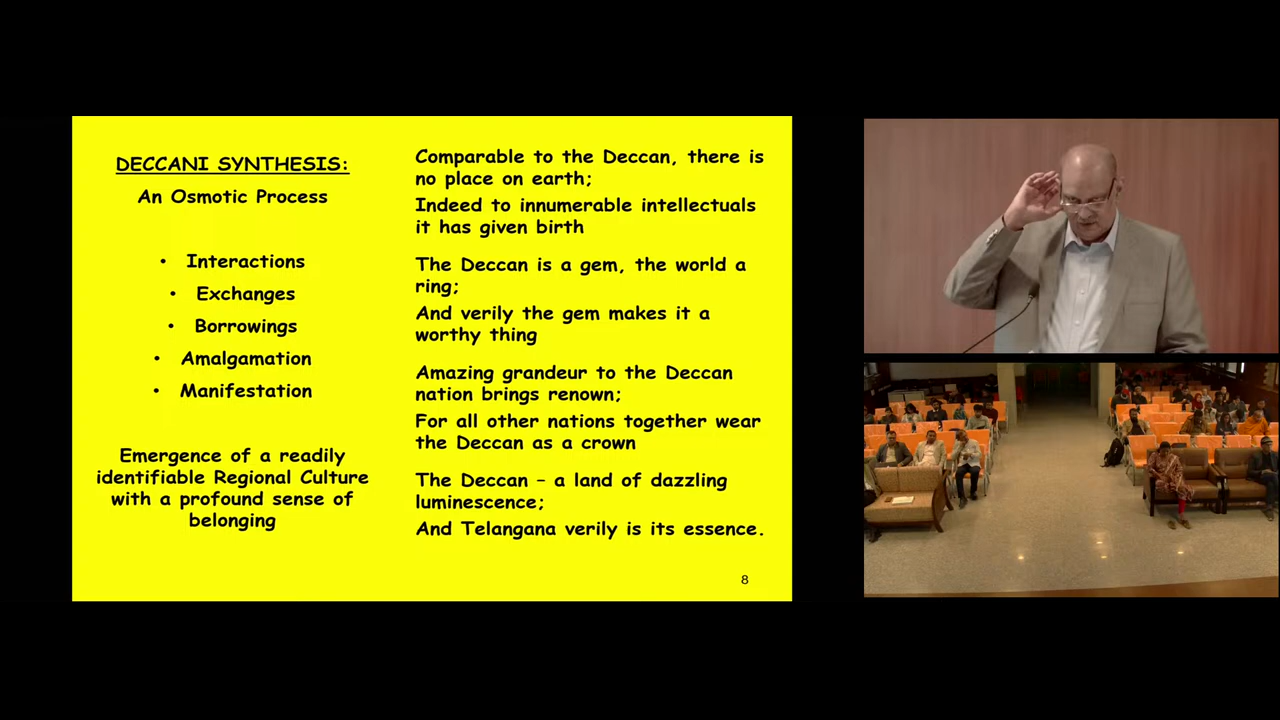 DECCANI SYNTHESIS:
An Osmotic Process
• Interactions
• Exchanges
• Borrowings
• Amalgamation
• Manifestation
Emergence of a readily
identifiable Regional Culture
with a profound sense of
belonging
Comparable to the Deccan, there is
no place on earth;
Indeed to innumerable intellectuals
it has given birth
The Deccan is a gem, the world a
ring;
And verily the gem makes it a
worthy thing
Amazing grandeur to the Deccan
nation brings renown;
For all other nations together wear
the Deccan as a crown
The Deccan – a land of dazzling
luminescence;
And Telangana verily is its essence.
8